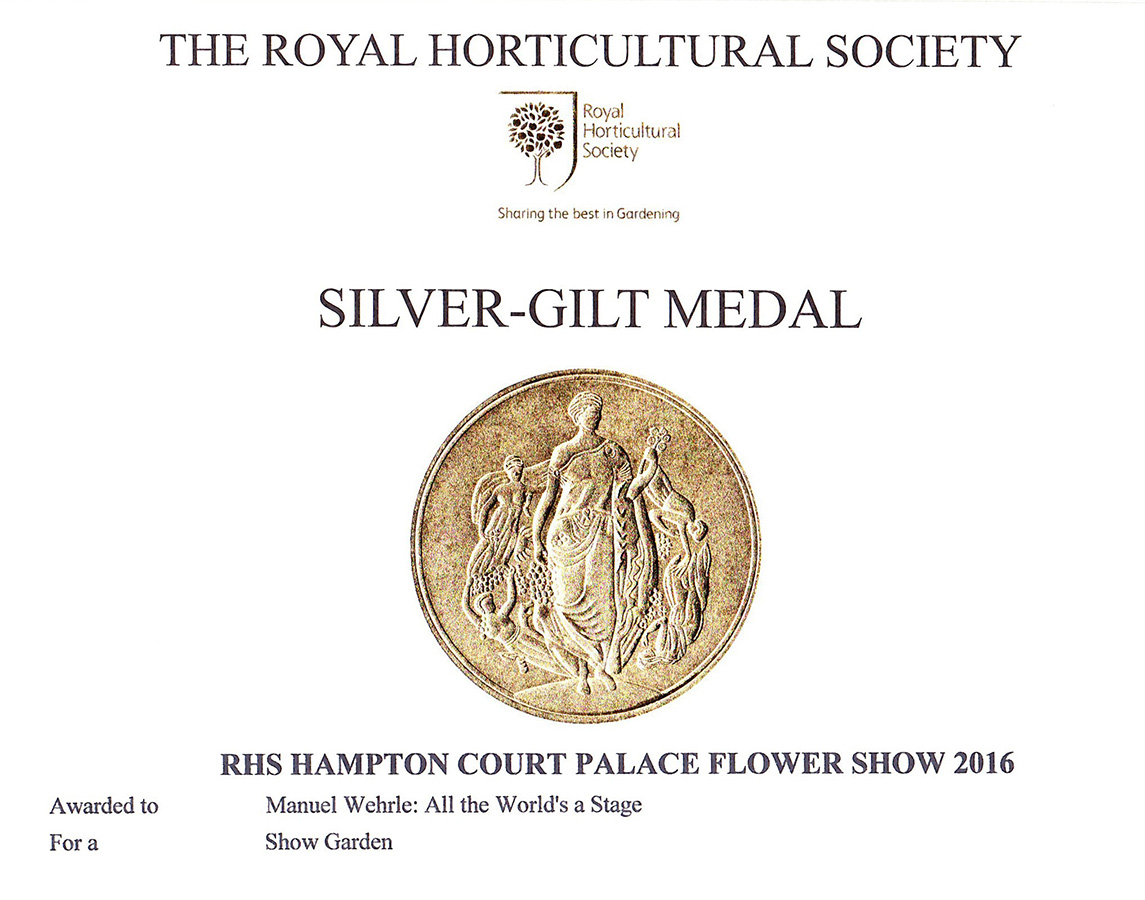 THE ROYAL HORTICULTURAL SOCIETY
Royal
Horticultural
Society
Sharing the best in Gardening
SILVER-GILT MEDAL
RHS HAMPTON COURT PALACE FLOWER SHOW 2016
Awarded to Manuel Wehrle: All the World's a Stage
For a Show Garden